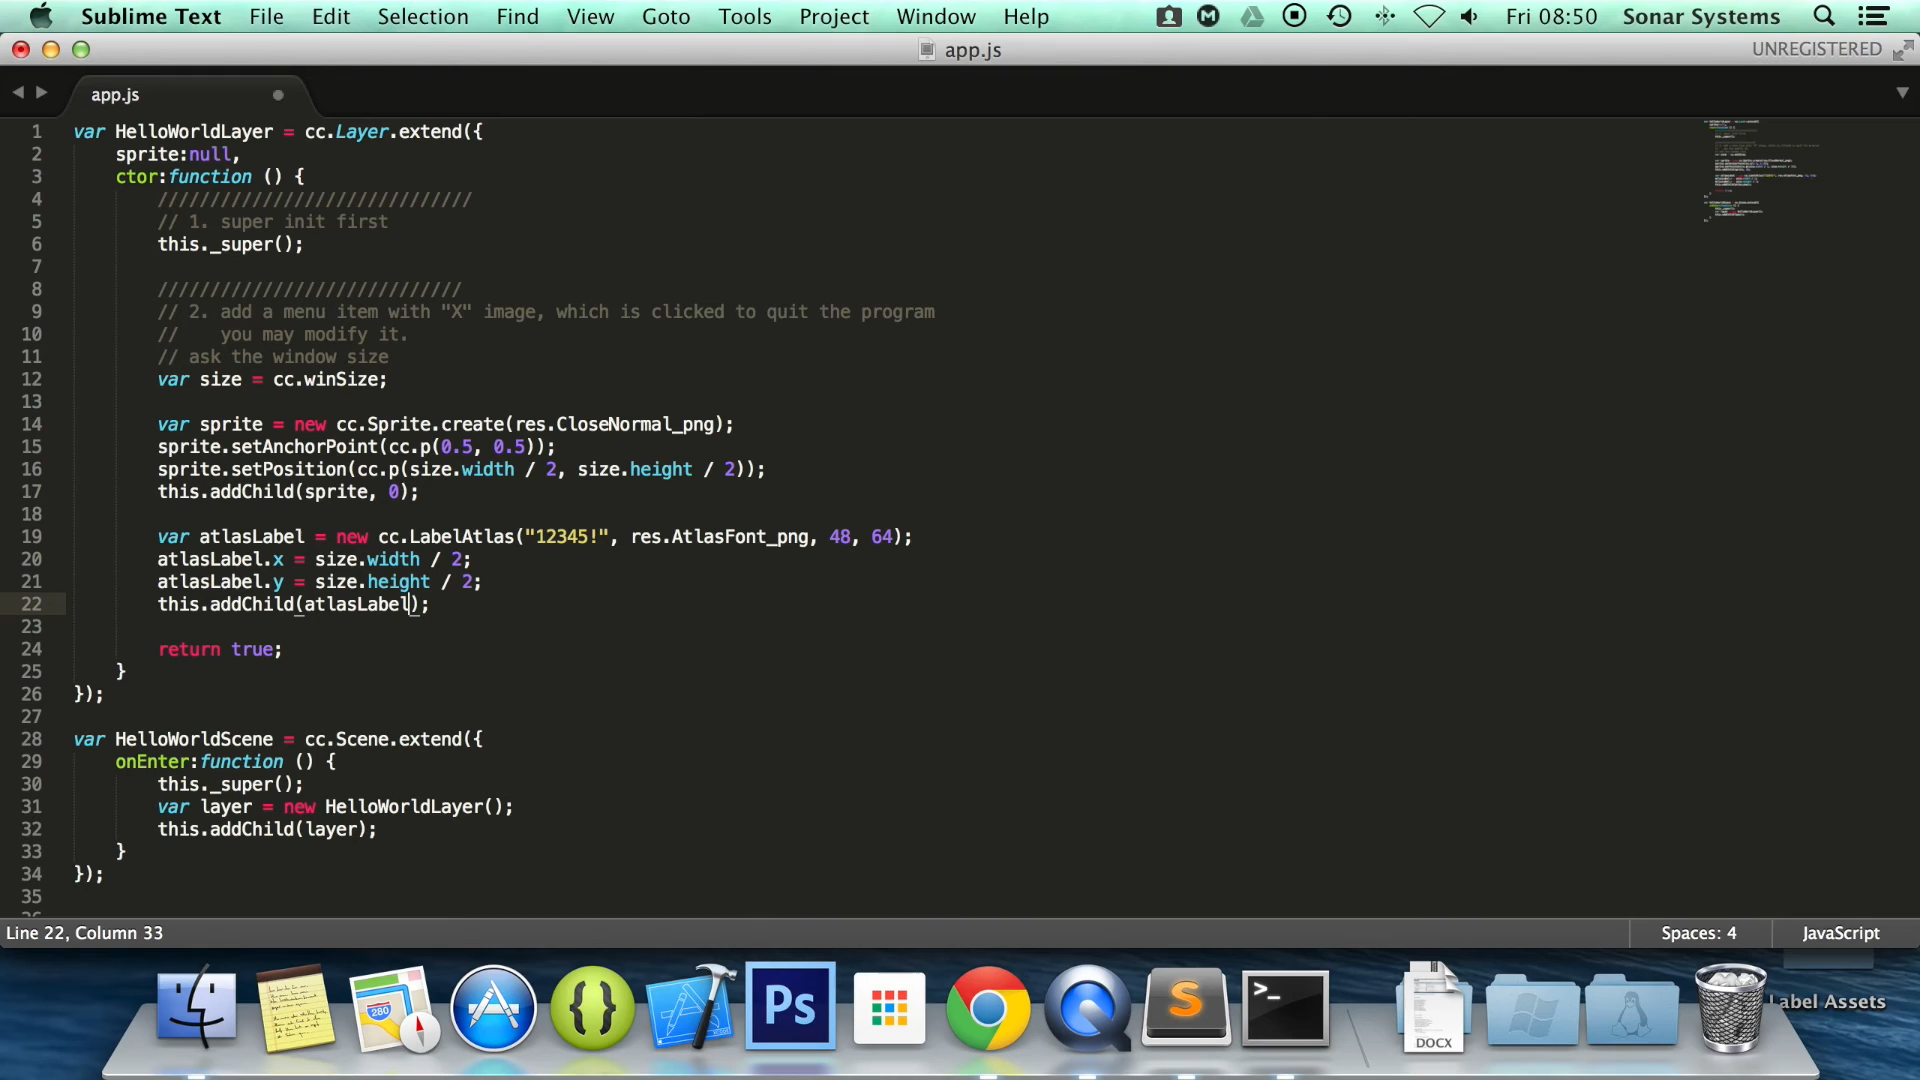 Sublime Text File Edit Selection Find View Goto Tools Project Window Help Fri 08:50 Sonar Systems
app.js UNREGISTERED
app.js
1 var HelloWorldLayer = cc.Layer.extend({
2 sprite:null,
3 ctor:function () {
4 //////////////////////////////
5 // 1. super init first
6 this._super();
7
8 /////////////////////////////
9 // 2. add a menu item with "X" image, which is clicked to quit the program
10 // you may modify it.
11 // ask the window size
12 var size = cc.winSize;
13
14 var sprite = new cc.Sprite.create(res.CloseNormal_png);
15 sprite.setAnchorPoint(cc.p(0.5, 0.5));
16 sprite.setPosition(cc.p(size.width / 2, size.height / 2));
17 this.addChild(sprite, 0);
18
19 var atlasLabel = new cc.LabelAtlas("12345!", res.AtlasFont_png, 48, 64);
20 atlasLabel.x = size.width / 2;
21 atlasLabel.y = size.height / 2;
22 this.addChild(atlasLabel);
23
24 return true;
25 }
26 });
27
28 var HelloWorldScene = cc.Scene.extend({
29 onEnter:function () {
30 this._super();
31 var layer = new HelloWorldLayer();
32 this.addChild(layer);
33 }
34 });
35
Line 22, Column 33 Spaces: 4 JavaScript
280
{}
Ps
S
>_
DOCX
Label Assets